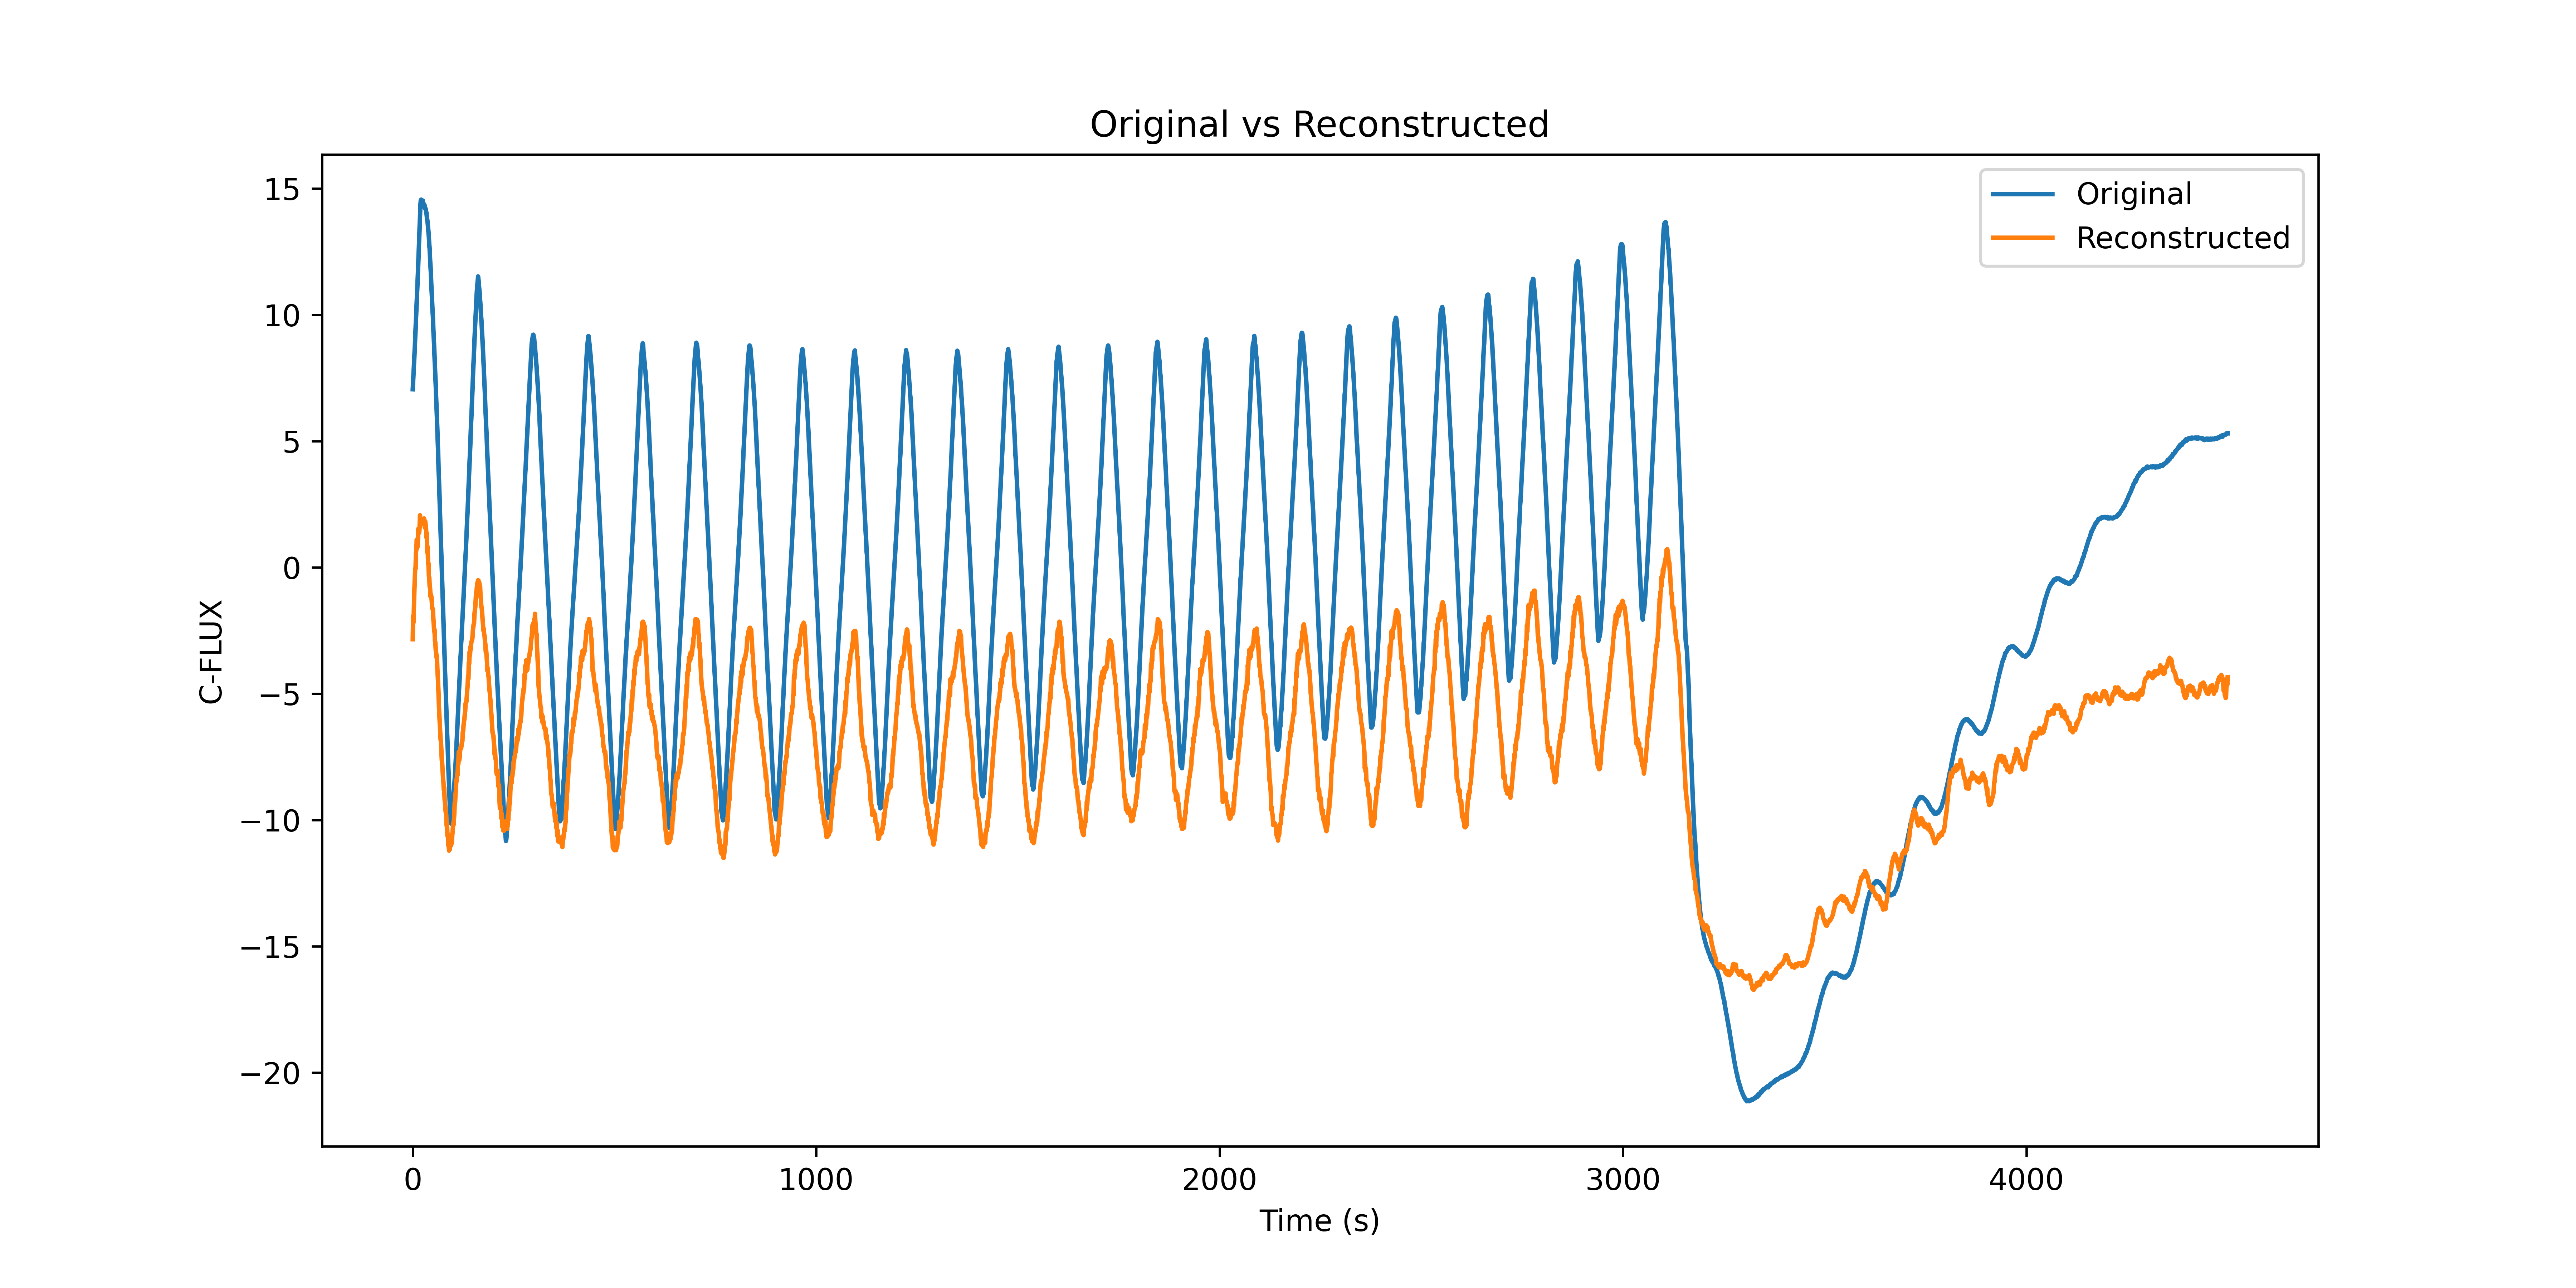 Original vs Reconstructed
Original
Reconstructed
C-FLUX
15
10
5
0
−5
−10
−15
−20
0 1000 2000 3000 4000
Time (s)